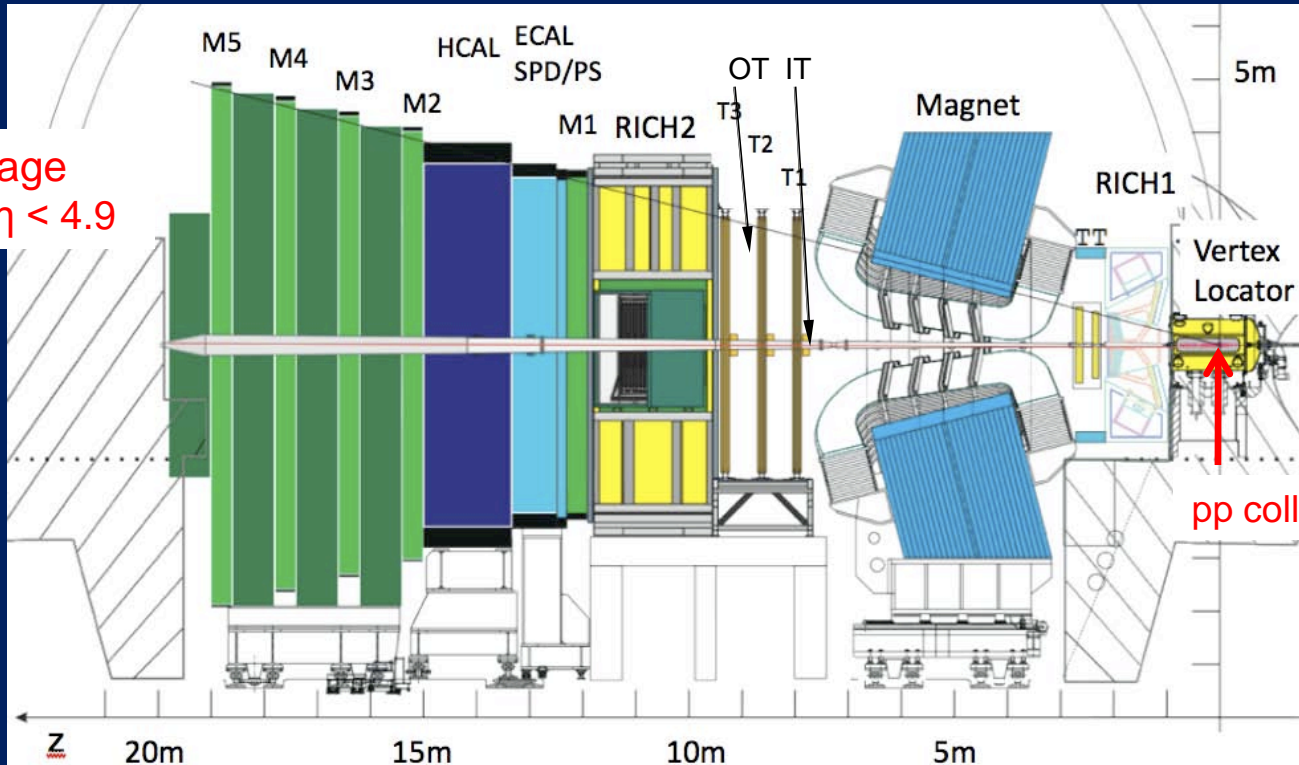 M5
M4
M3
M2
HCAL
ECAL
SPD/PS
M1
RICH2
OT IT
T3
T2
T1
Magnet
RICH1
TT
5m
Vertex
Locator
η < 4.9
pp coll
z
20m
15m
10m
5m